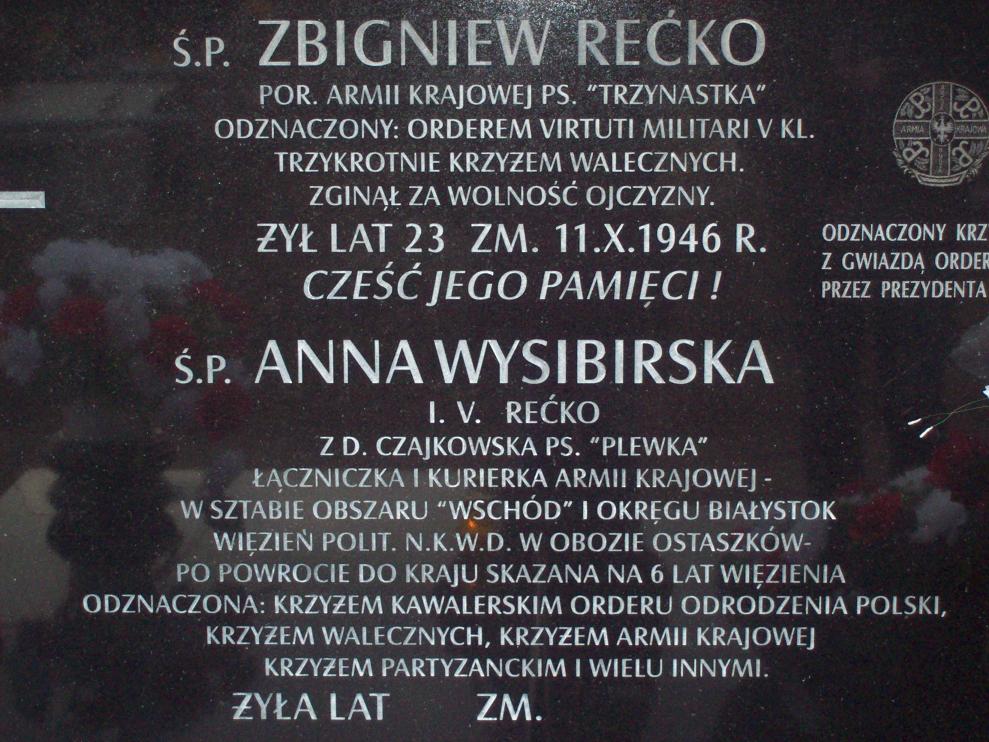 Ś.P. ZBIGNIEW REĆKO
POR. ARMII KRAJOWEJ PS. "TRZYNASTKA"
ODZNACZONY: ORDEREM VIRTUTI MILITARI V KL.
TRZYKROTNIE KRZYŻEM WALECZNYCH.
ZGINĄŁ ZA WOLNOŚĆ OJCZYZNY.
ŻYŁ LAT 23 ZM. 11.X.1946 R.
CZEŚĆ JEGO PAMIĘCI !
ARMIA KRAJOWA
ODZNACZONY KRZ
Z GWIAZDĄ ORDER
PRZEZ PREZYDENTA
Ś.P. ANNA WYSIBIRSKA
I. V. REĆKO
Z D. CZAJKOWSKA PS. "PLEWKA"
ŁĄCZNICZKA I KURIERKA ARMII KRAJOWEJ -
W SZTABIE OBSZARU "WSCHÓD" I OKRĘGU BIAŁYSTOK
WIĘZIEŃ POLIT. N.K.W.D. W OBOZIE OSTASZKÓW-
PO POWROCIE DO KRAJU SKAZANA NA 6 LAT WIĘZIENIA
ODZNACZONA: KRZYŻEM KAWALERSKIM ORDERU ODRODZENIA POLSKI,
KRZYŻEM WALECZNYCH, KRZYŻEM ARMII KRAJOWEJ
KRZYŻEM PARTYZANCKIM I WIELU INNYMI.
ŻYŁA LAT ZM.